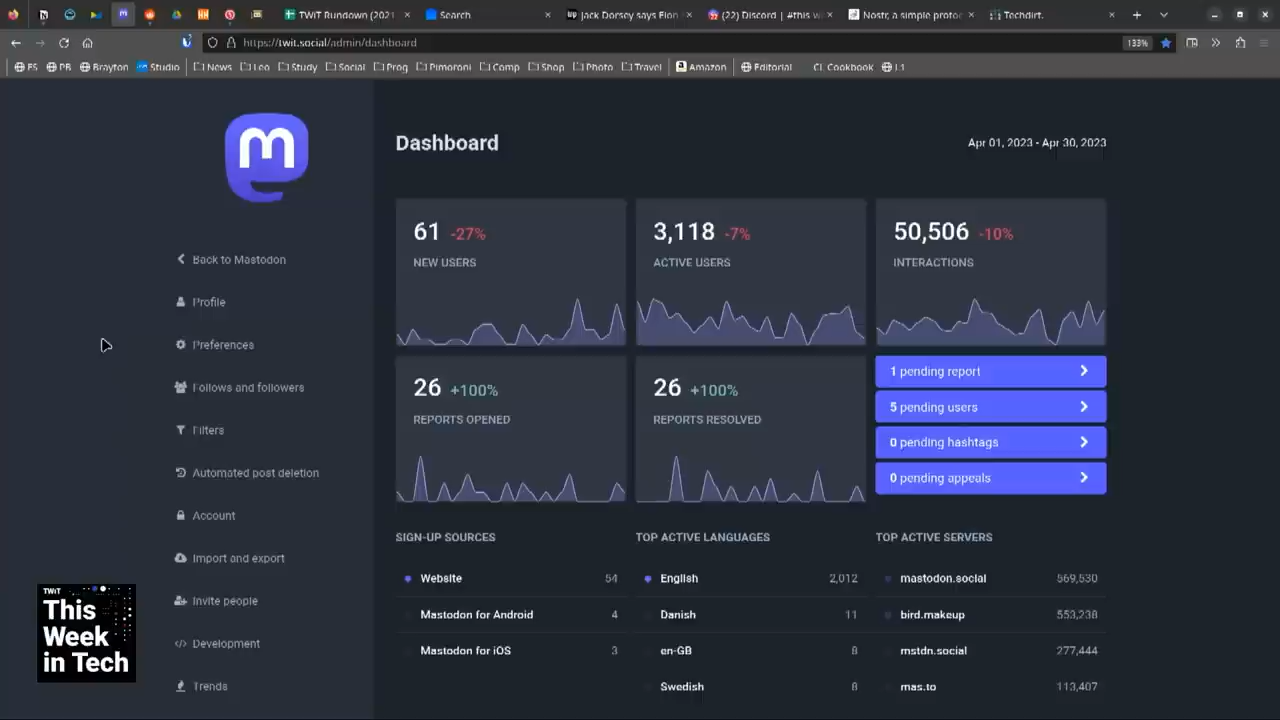 TWiT Rundown (2021
Search
Jack Dorsey says Elon
(22) Discord | #this w
Nostr, a simple protoc
Techdirt.
https://twit.social/admin/dashboard
133%
FS PB Brayton Studio News Leo Study Social Prog Pimoroni Comp Shop Photo Travel Amazon Editorial CL Cookbook L1
Dashboard
Apr 01, 2023 - Apr 30, 2023
61 -27%
NEW USERS
3,118 -7%
ACTIVE USERS
50,506 -10%
INTERACTIONS
Back to Mastodon
Profile
Preferences
Follows and followers
Filters
Automated post deletion
Account
Import and export
Invite people
Development
Trends
26 +100%
REPORTS OPENED
26 +100%
REPORTS RESOLVED
1 pending report
5 pending users
0 pending hashtags
0 pending appeals
SIGN-UP SOURCES
Website 54
Mastodon for Android 4
Mastodon for iOS 3
TOP ACTIVE LANGUAGES
English 2,012
Danish 11
en-GB 8
Swedish 8
TOP ACTIVE SERVERS
mastodon.social 569,530
bird.makeup 553,238
mstdn.social 277,444
mas.to 113,407
TWiT
This
Week
in Tech